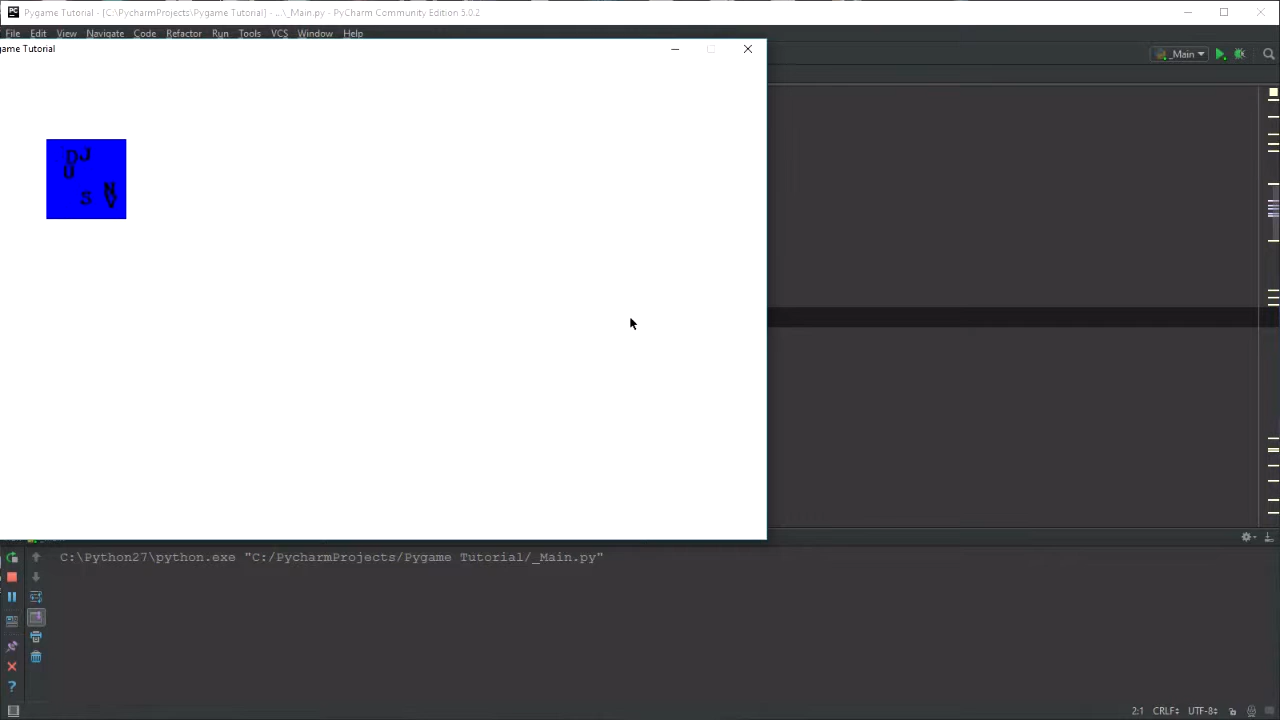 Pygame Tutorial - [C:\PycharmProjects\Pygame Tutorial] - ...\_Main.py - PyCharm Community Edition 5.0.2
File Edit View Navigate Code Refactor Run Tools VCS Window Help
game Tutorial
_Main
D J
U
N
S V
C:\Python27\python.exe "C:/PycharmProjects/Pygame Tutorial/_Main.py"
2:1 CRLF UTF-8